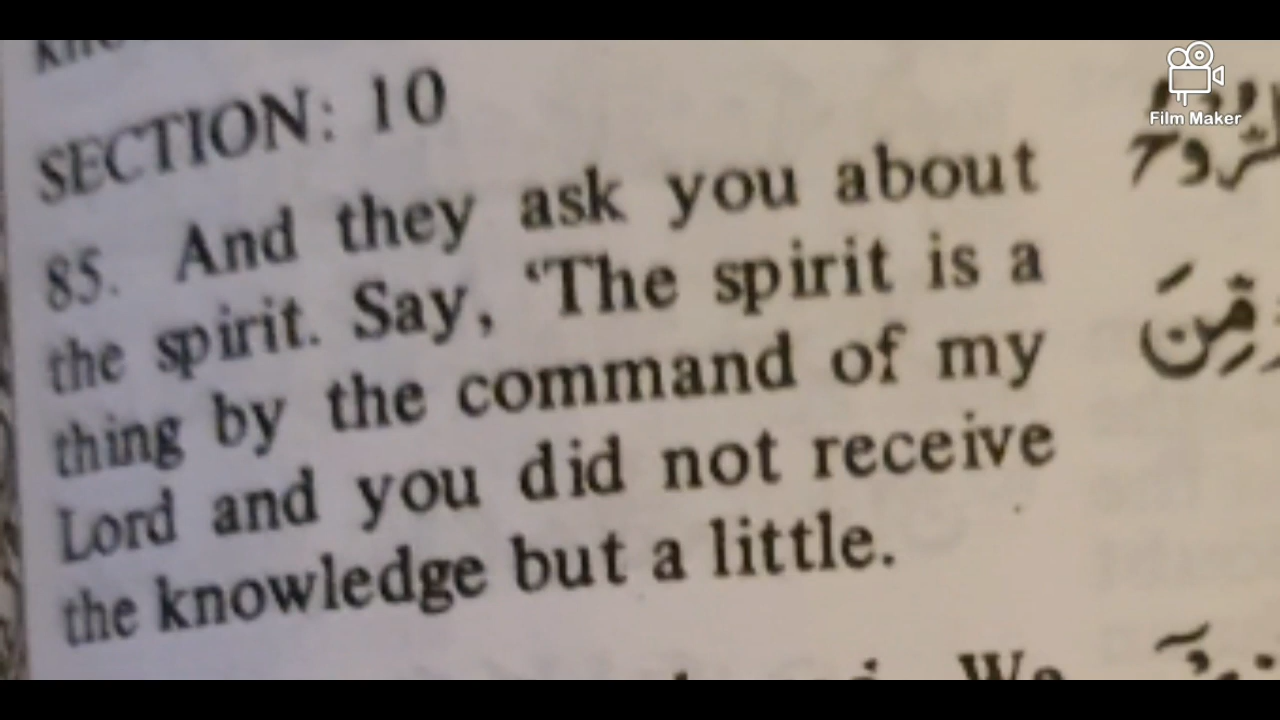 SECTION: 10
85. And they ask you about
the spirit. Say, ‘The spirit is a
thing by the command of my
Lord and you did not receive
the knowledge but a little.
We
Film Maker
مِّنَ